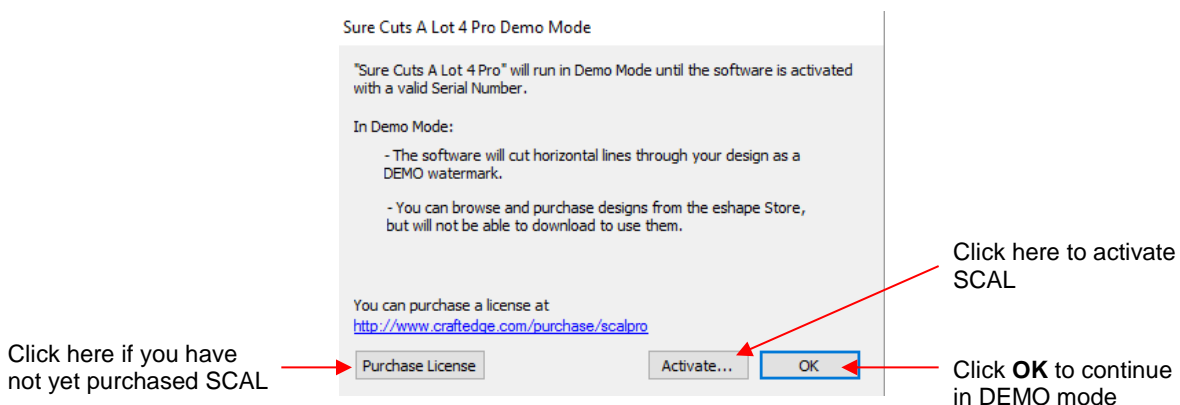 Sure Cuts A Lot 4 Pro Demo Mode
"Sure Cuts A Lot 4 Pro" will run in Demo Mode until the software is activated
with a valid Serial Number.
In Demo Mode:
- The software will cut horizontal lines through your design as a
DEMO watermark.
- You can browse and purchase designs from the eshape Store,
but will not be able to download to use them.
Click here to activate
SCAL
You can purchase a license at
http://www.craftedge.com/purchase/scalpro
Click here if you have
not yet purchased SCAL
Purchase License
Activate...
OK
Click OK to continue
in DEMO mode